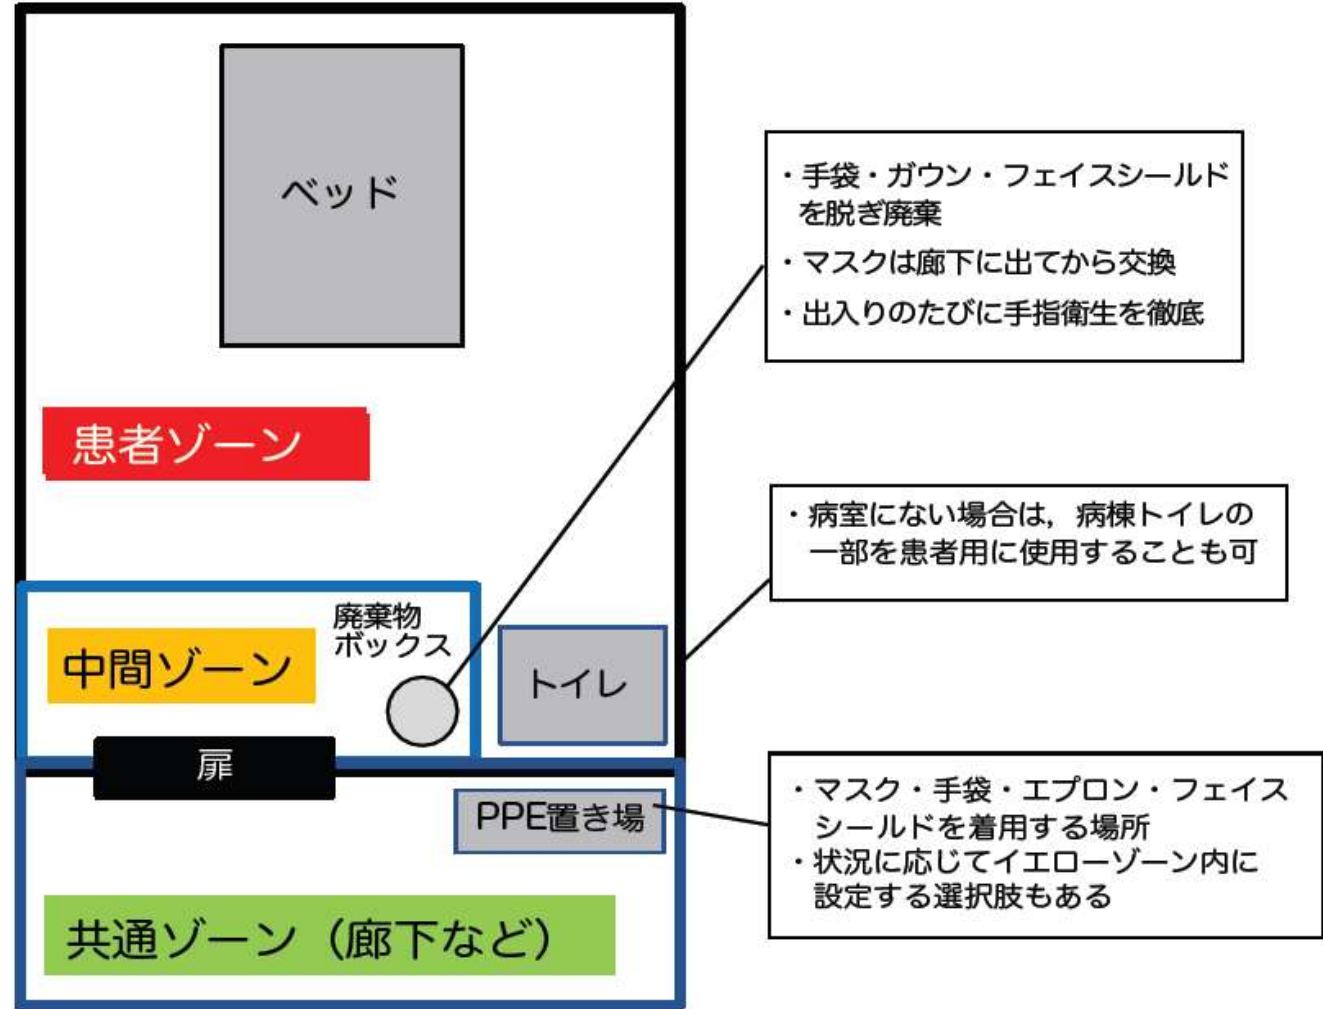 ベッド
・手袋・ガウン・フェイスシールド
を脱ぎ廃棄
・マスクは廊下に出てから交換
・出入りのたびに手指衛生を徹底
患者ゾーン
・病室にない場合は，病棟トイレの
一部を患者用に使用することも可
廃棄物
ボックス
中間ゾーン
トイレ
扉
PPE置き場
・マスク・手袋・エプロン・フェイス
シールドを着用する場所
・状況に応じてイエローゾーン内に
設定する選択肢もある
共通ゾーン（廊下など）